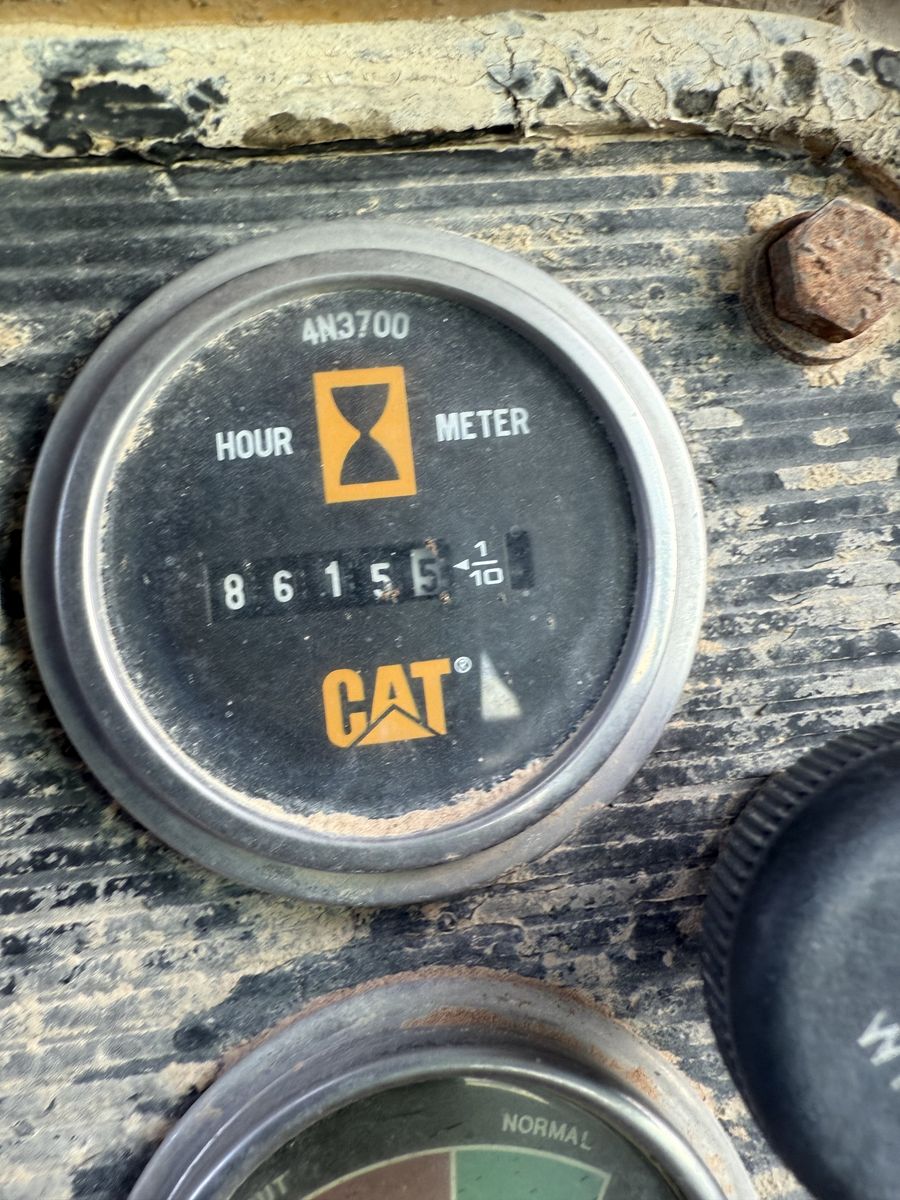 4N3700
HOUR METER
8 6 1 5 5 ◄ 1/10
CAT®
NORMAL